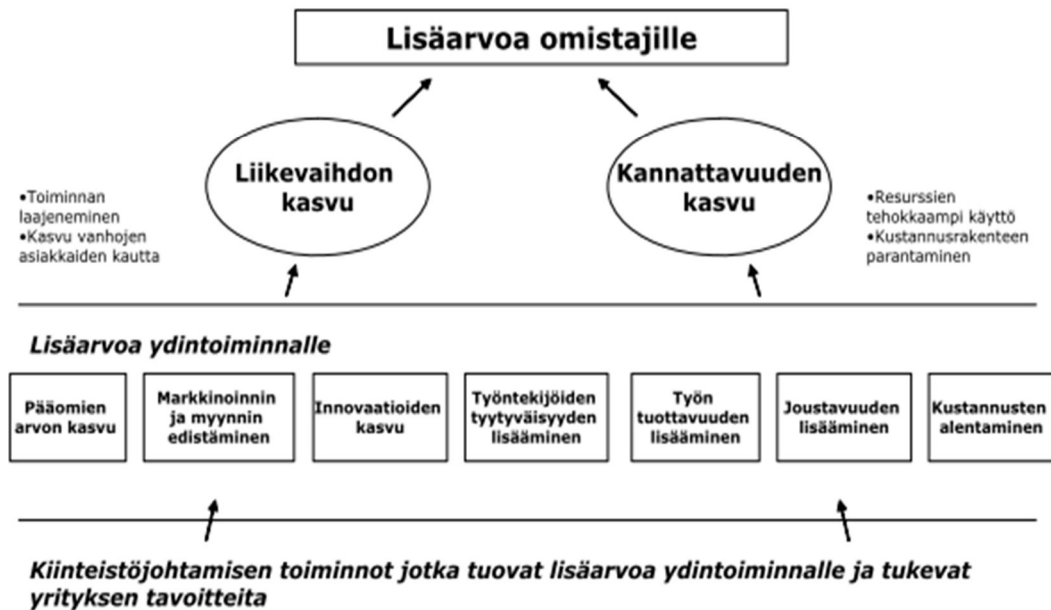 Lisäarvoa omistajille
Liikevaihdon
kasvu
Kannattavuuden
kasvu
•Toiminnan
laajeneminen
•Kasvu vanhojen
asiakkaiden kautta
•Resurssien
tehokkaampi käyttö
•Kustannusrakenteen
parantaminen
Lisäarvoa ydintoiminnalle
Pääomien
arvon kasvu
Markkinoinnin
ja myynnin
edistäminen
Innovaatioiden
kasvu
Työntekijöiden
tyytyväisyyden
lisääminen
Työn
tuottavuuden
lisääminen
Joustavuuden
lisääminen
Kustannusten
alentaminen
Kiinteistöjohtamisen toiminnot jotka tuovat lisäarvoa ydintoiminnalle ja tukevat
yrityksen tavoitteita